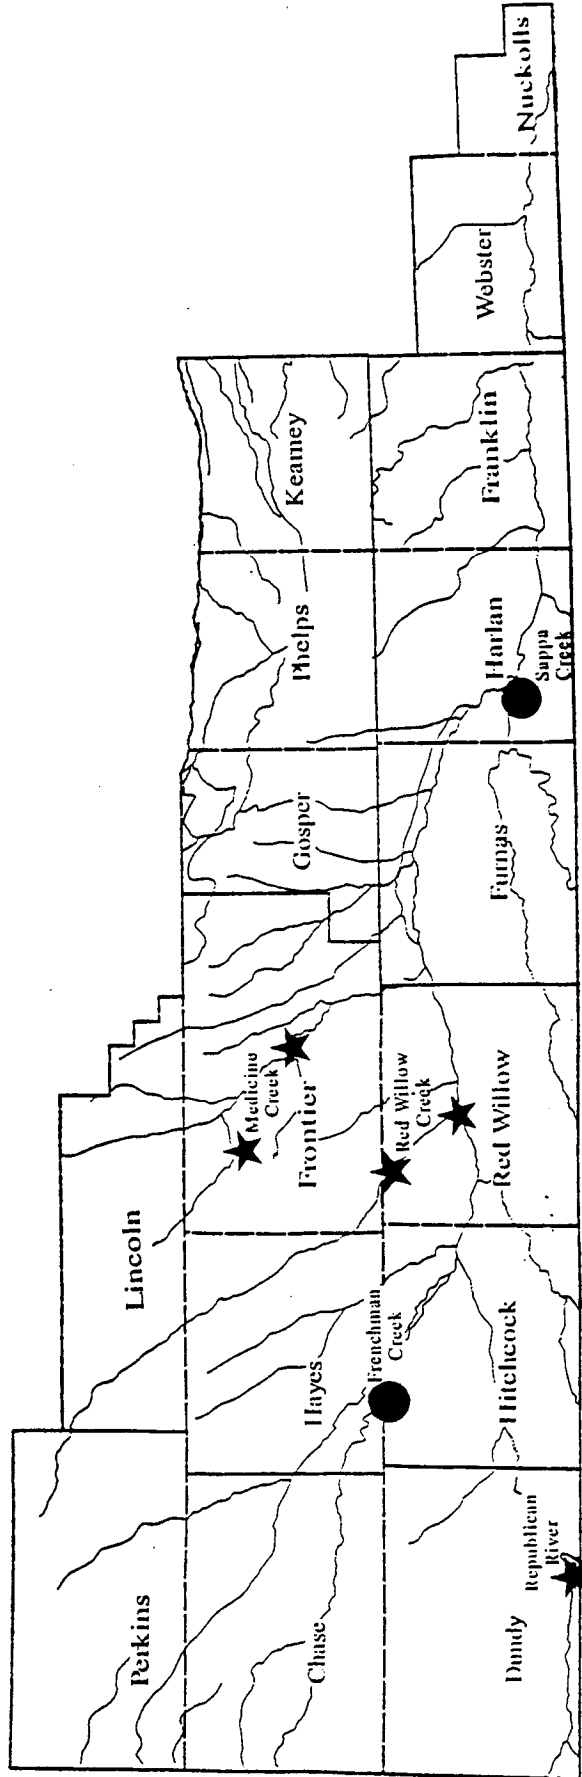 Perkins
Lincoln
Chase
Hayes
Frontier
Medicine
Creek
Gosper
Phelps
Kearney
Dundy
Republican
River
Hitchcock
Frenchman
Creek
Red Willow
Red Willow
Creek
Furnas
Harlan
Sappa
Creek
Franklin
Webster
Nuckolls